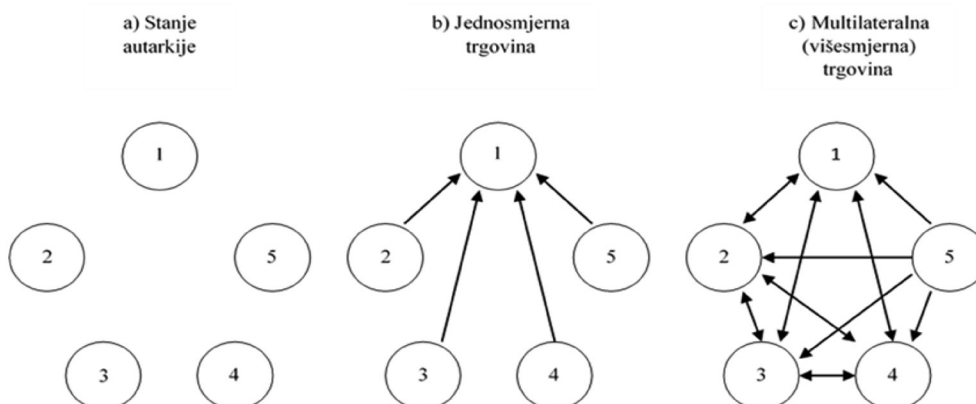 a) Stanje
autarkije
b) Jednosmjerna
trgovina
c) Multilateralna
(višesmjerna)
trgovina
1
2
5
3
4
1
2
5
3
4
1
2
5
3
4